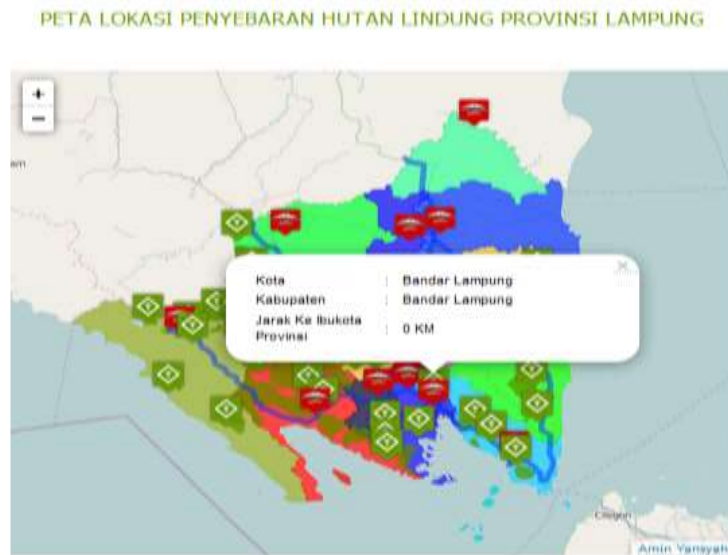 PETA LOKASI PENYEBARAN HUTAN LINDUNG PROVINSI LAMPUNG
+
−
Kota : Bandar Lampung
Kabupaten : Bandar Lampung
Jarak Ke Ibukota
Provinsi : 0 KM
Cilegon
Amin Yansyah